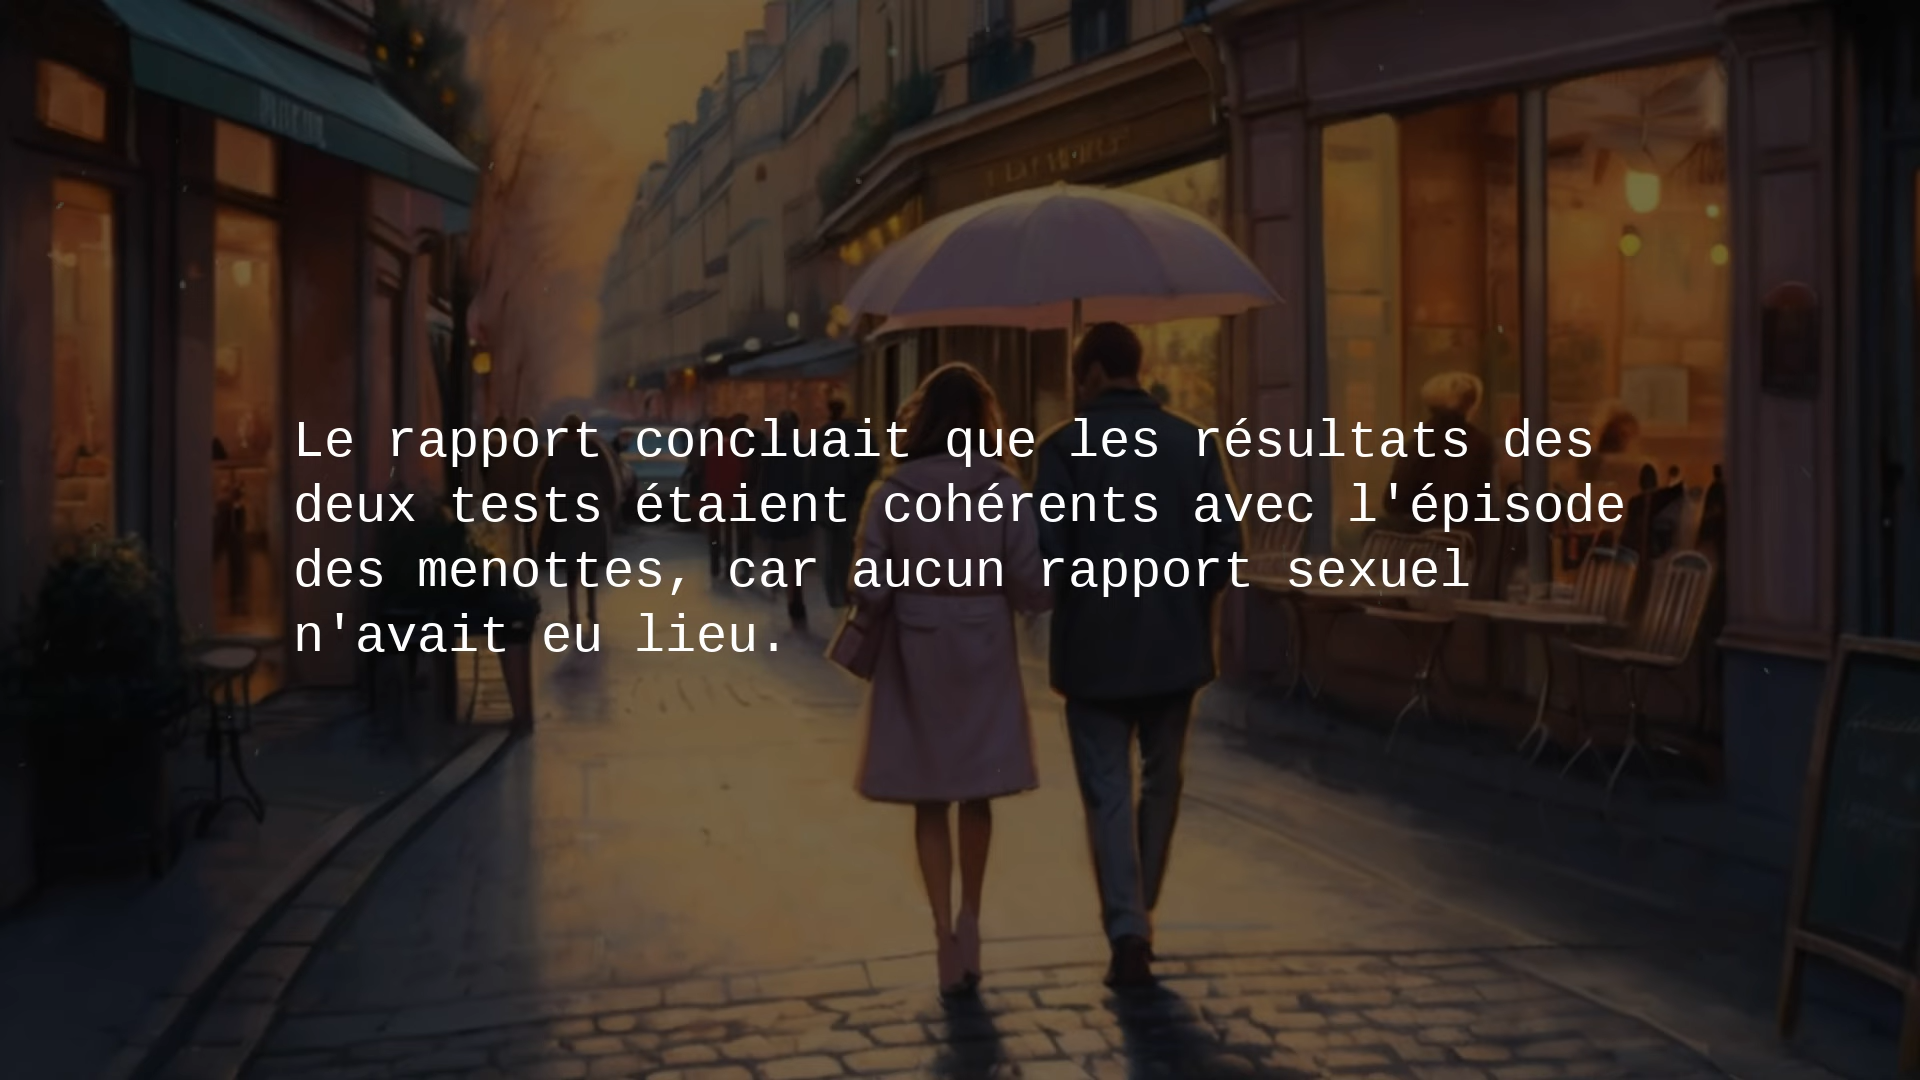 Le rapport concluait que les résultats des
deux tests étaient cohérents avec l'épisode
des menottes, car aucun rapport sexuel
n'avait eu lieu.